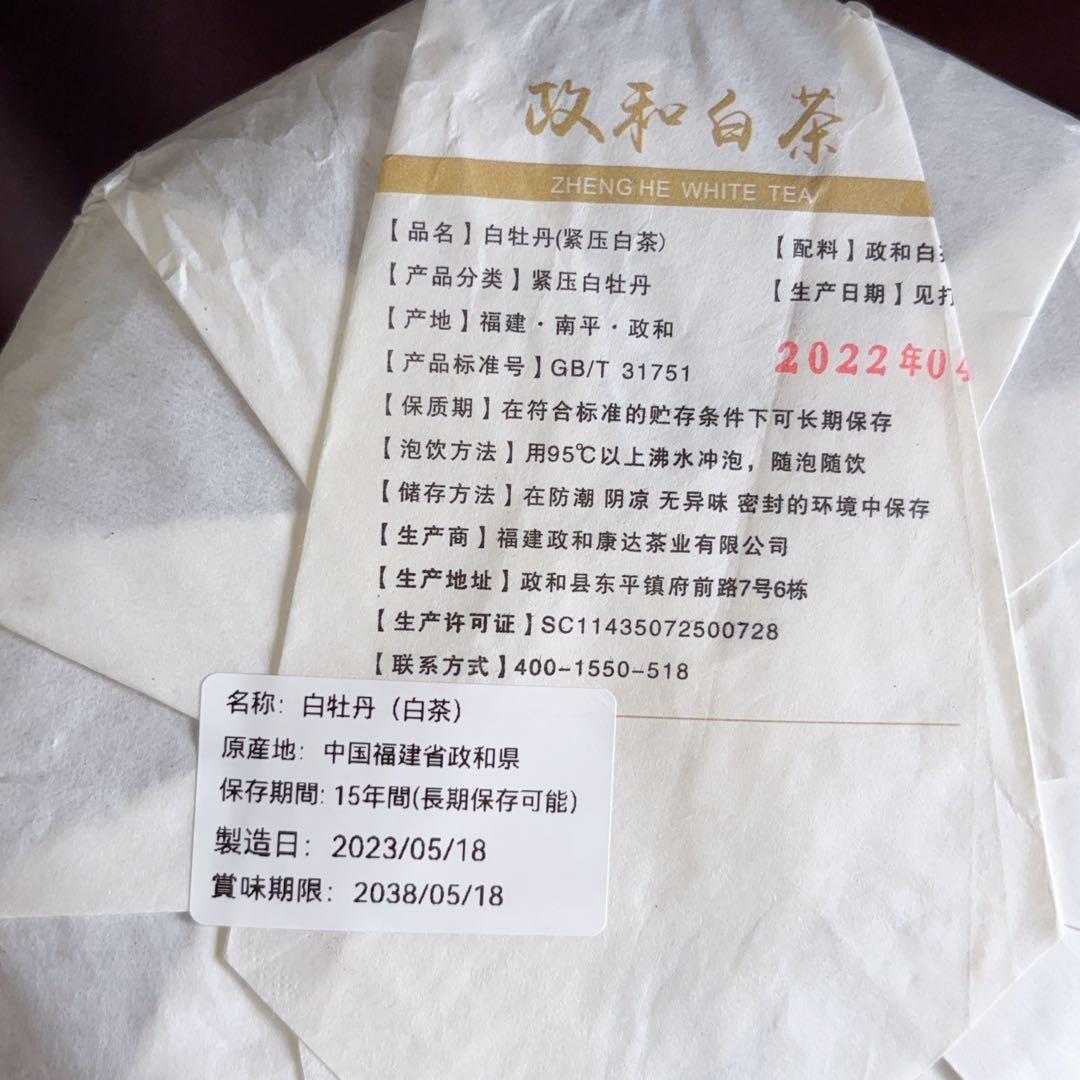 政和白茶
ZHENG HE WHITE TEA
【品名】白牡丹(紧压白茶)
【配料】政和白
【产品分类】紧压白牡丹
【生产日期】见打
【产地】福建·南平·政和
2022年04
【产品标准号】GB/T 31751
【保质期】在符合标准的贮存条件下可长期保存
【泡饮方法】用95℃以上沸水冲泡，随泡随饮
【储存方法】在防潮 阴凉 无异味 密封的环境中保存
【生产商】福建政和康达茶业有限公司
【生产地址】政和县东平镇府前路7号6栋
【生产许可证】SC11435072500728
【联系方式】400-1550-518
名称: 白牡丹（白茶）
原産地: 中国福建省政和県
保存期間: 15年間(長期保存可能)
製造日: 2023/05/18
賞味期限: 2038/05/18